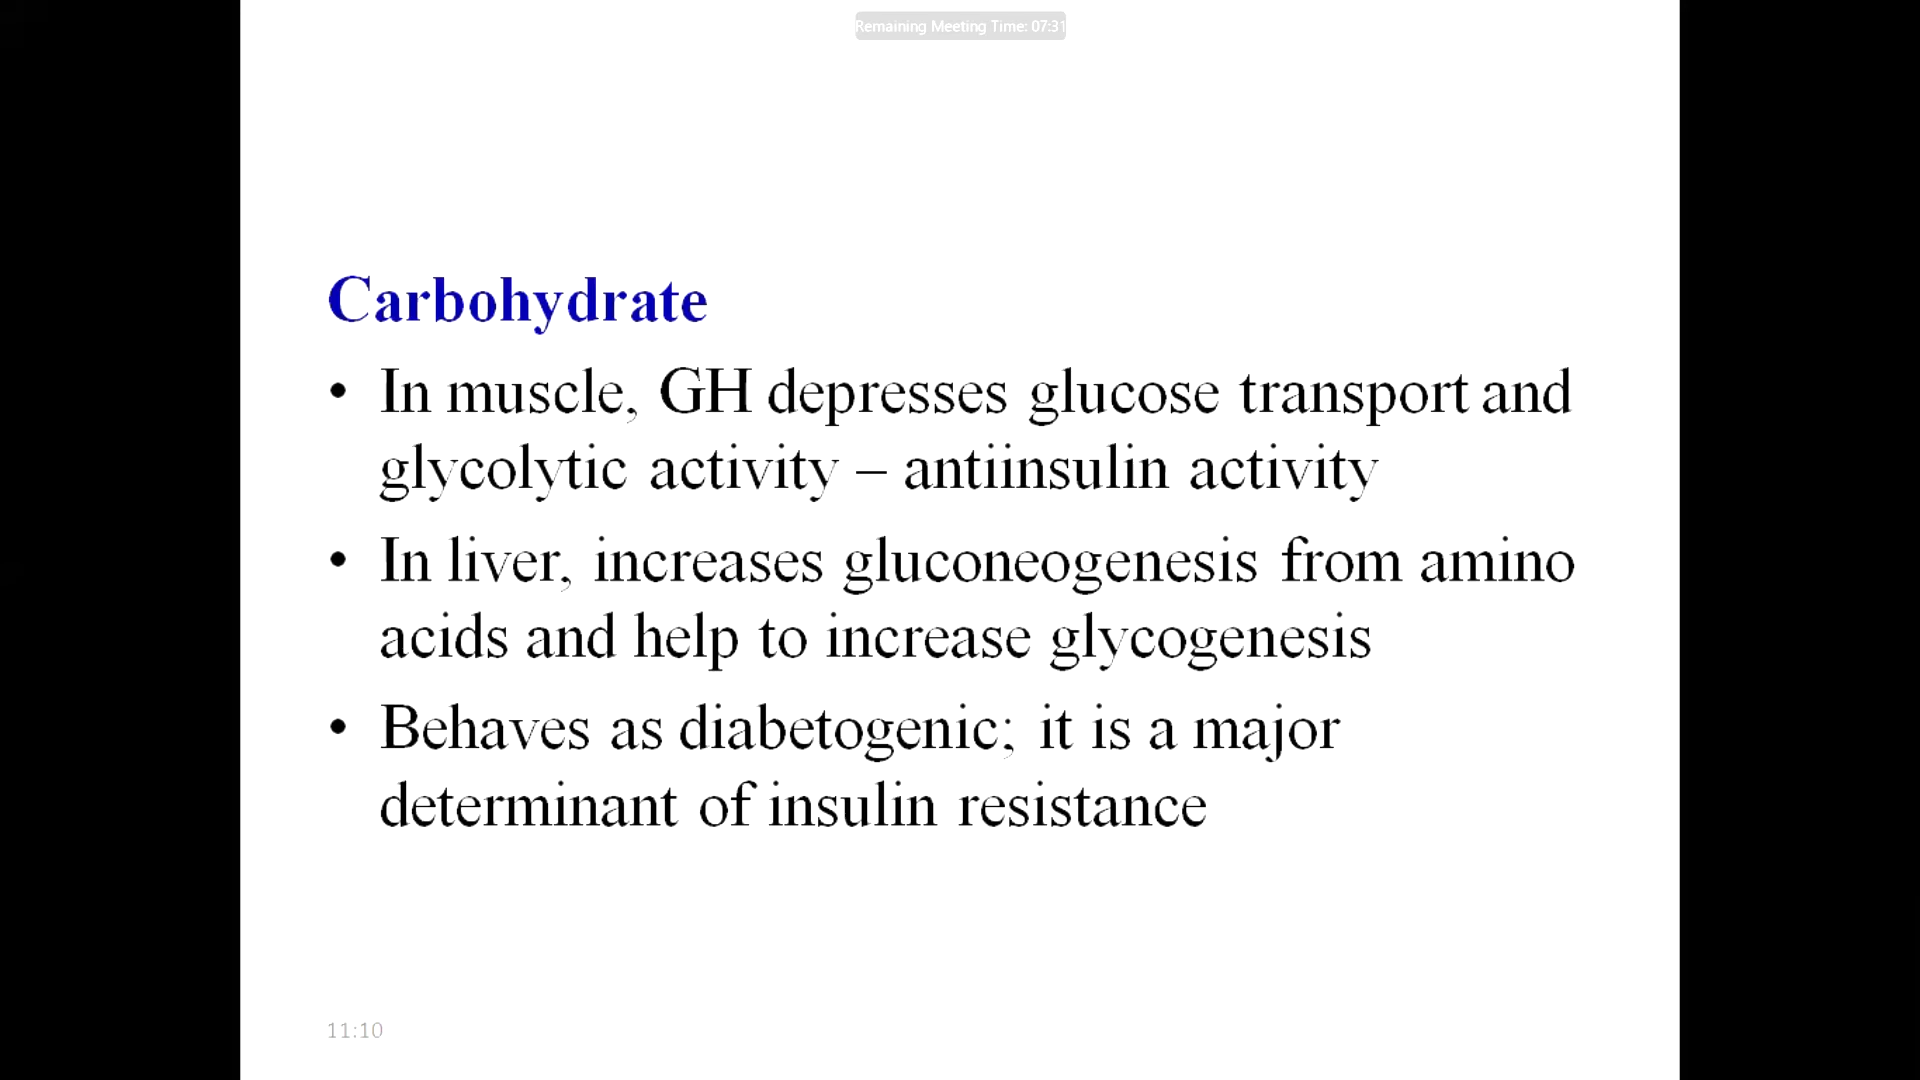 Remaining Meeting Time: 07:31
Carbohydrate
• In muscle, GH depresses glucose transport and
glycolytic activity – antiinsulin activity
• In liver, increases gluconeogenesis from amino
acids and help to increase glycogenesis
• Behaves as diabetogenic; it is a major
determinant of insulin resistance
11:10